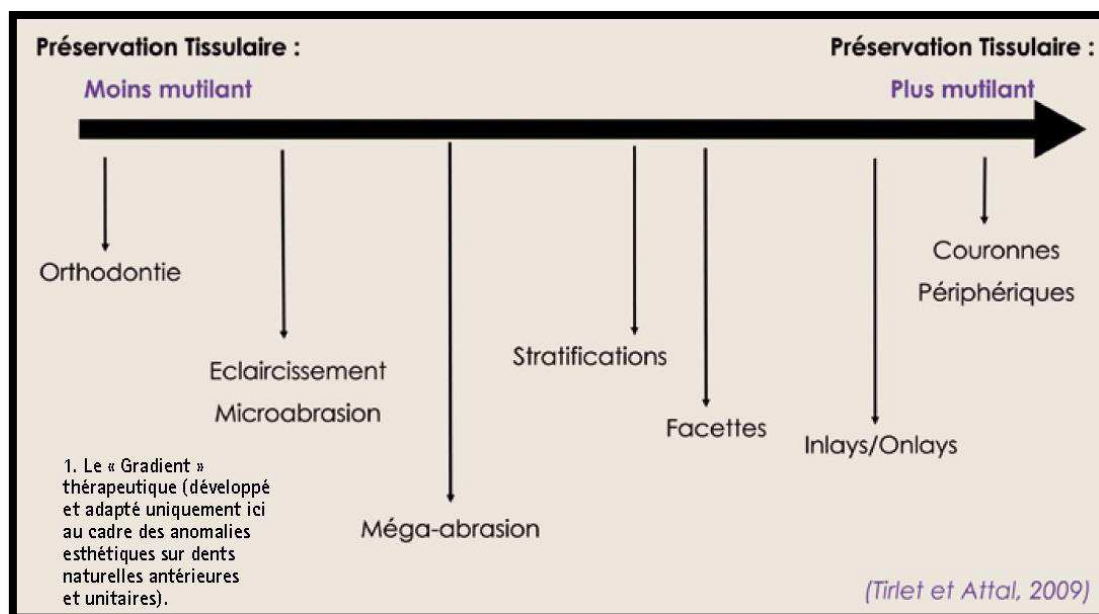 Préservation Tissulaire :
Moins mutilant
Préservation Tissulaire :
Plus mutilant
Orthodontie
Eclaircissement
Microabrasion
Méga-abrasion
Stratifications
Facettes
Inlays/Onlays
Couronnes
Périphériques
1. Le « Gradient »
thérapeutique (développé
et adapté uniquement ici
au cadre des anomalies
esthétiques sur dents
naturelles antérieures
et unitaires).
(Tirlet et Attal, 2009)